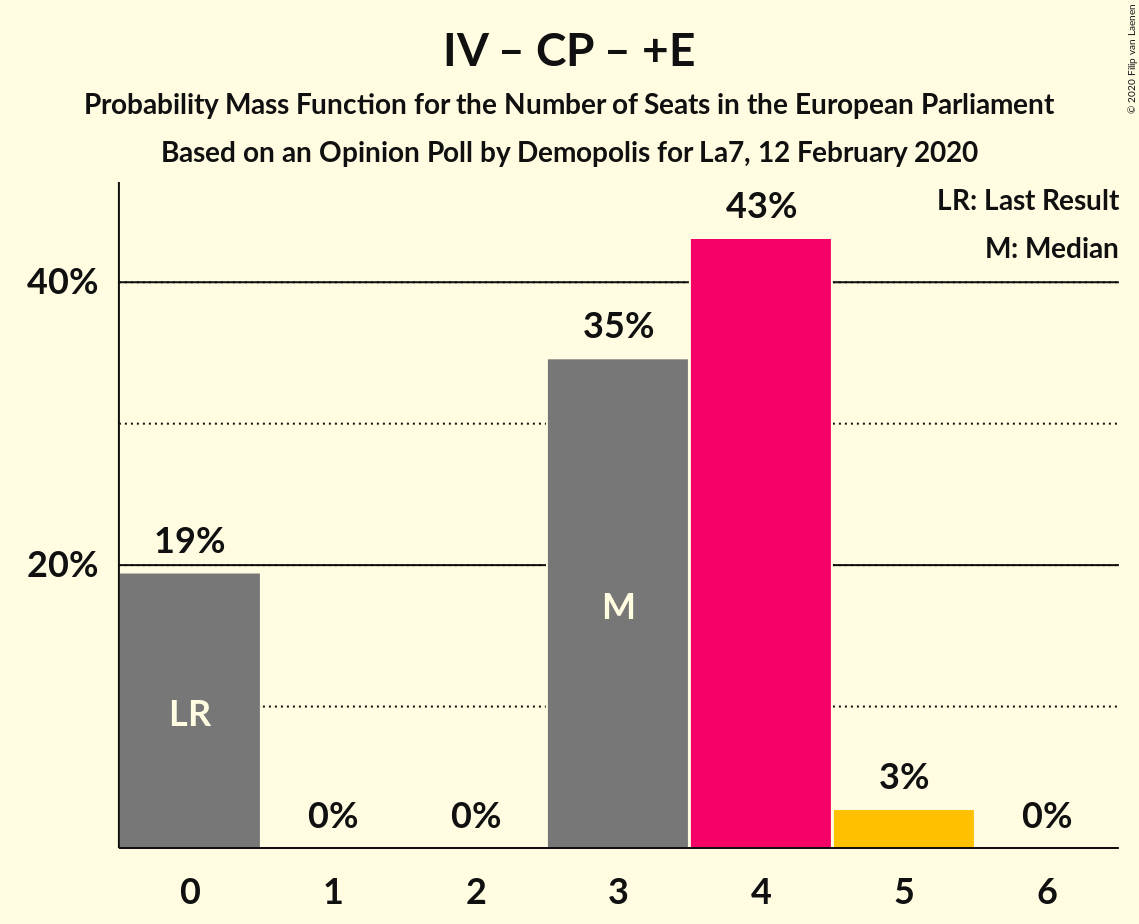 IV – CP – +E
Probability Mass Function for the Number of Seats in the European Parliament
Based on an Opinion Poll by Demopolis for La7, 12 February 2020
© 2020 Filip van Laenen
LR: Last Result
M: Median
43%
40%
35%
20%
19%
M
LR
0%
0%
3%
0%
0
1
2
3
4
5
6